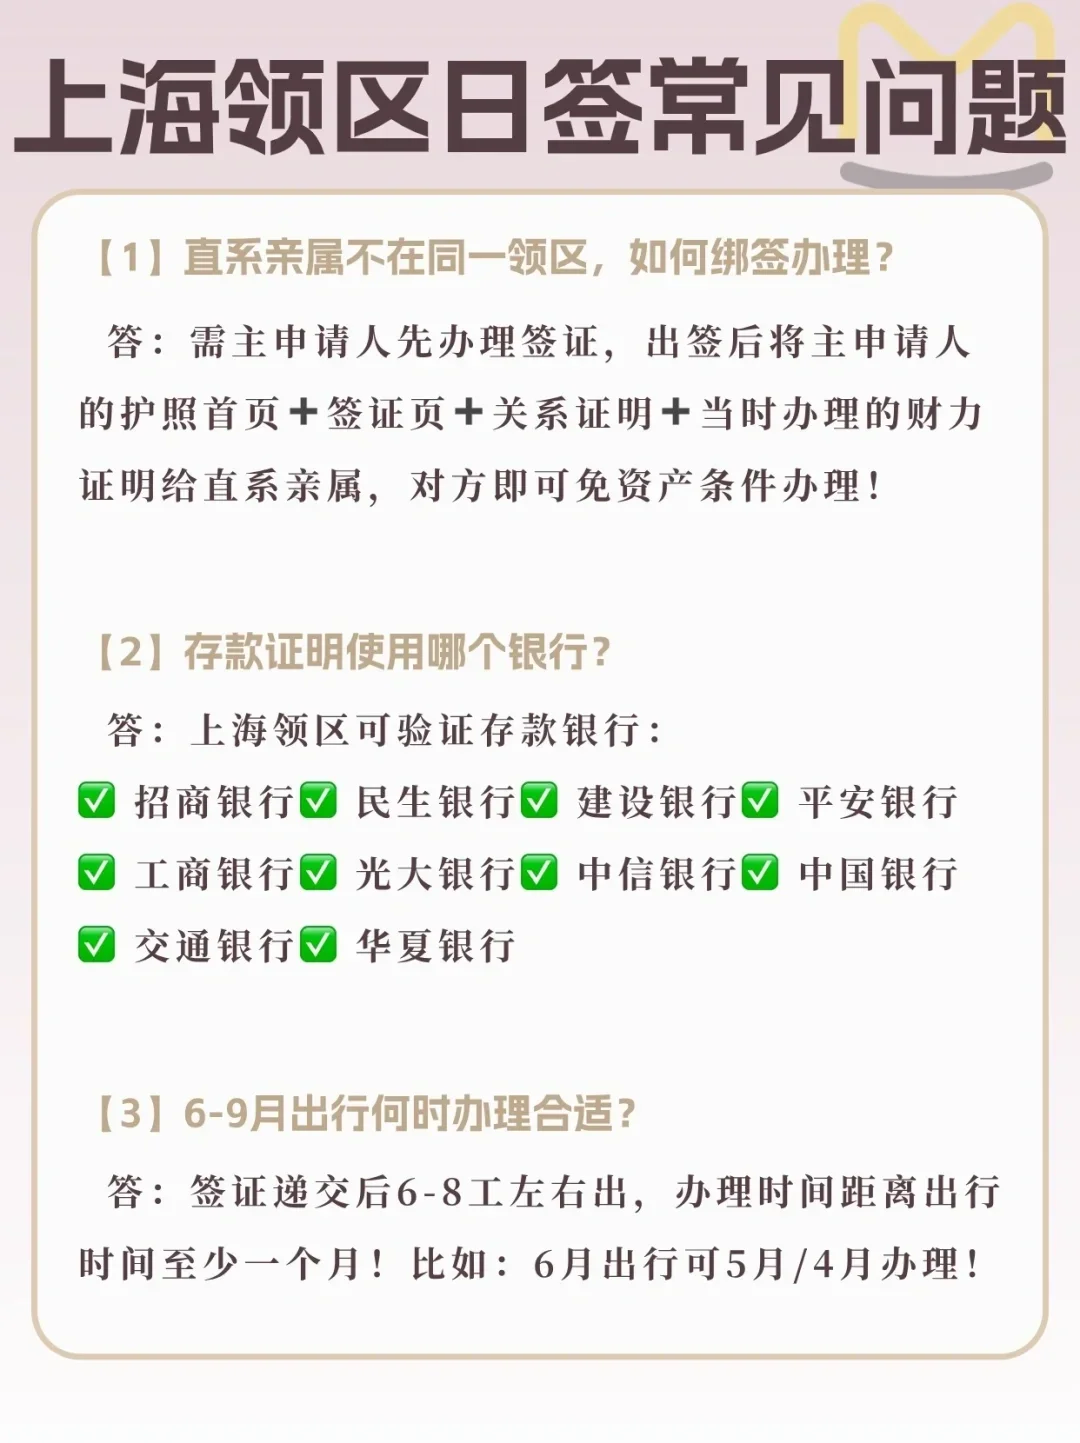 上海领区日签常见问题
【1】直系亲属不在同一领区，如何绑签办理？
答：需主申请人先办理签证，出签后将主申请人
的护照首页➕签证页➕关系证明➕当时办理的财力
证明给直系亲属，对方即可免资产条件办理！
【2】存款证明使用哪个银行？
答：上海领区可验证存款银行：
✅ 招商银行✅ 民生银行✅ 建设银行✅ 平安银行
✅ 工商银行✅ 光大银行✅ 中信银行✅ 中国银行
✅ 交通银行✅ 华夏银行
【3】6-9月出行何时办理合适？
答：签证递交后6-8工左右出，办理时间距离出行
时间至少一个月！比如：6月出行可5月/4月办理！